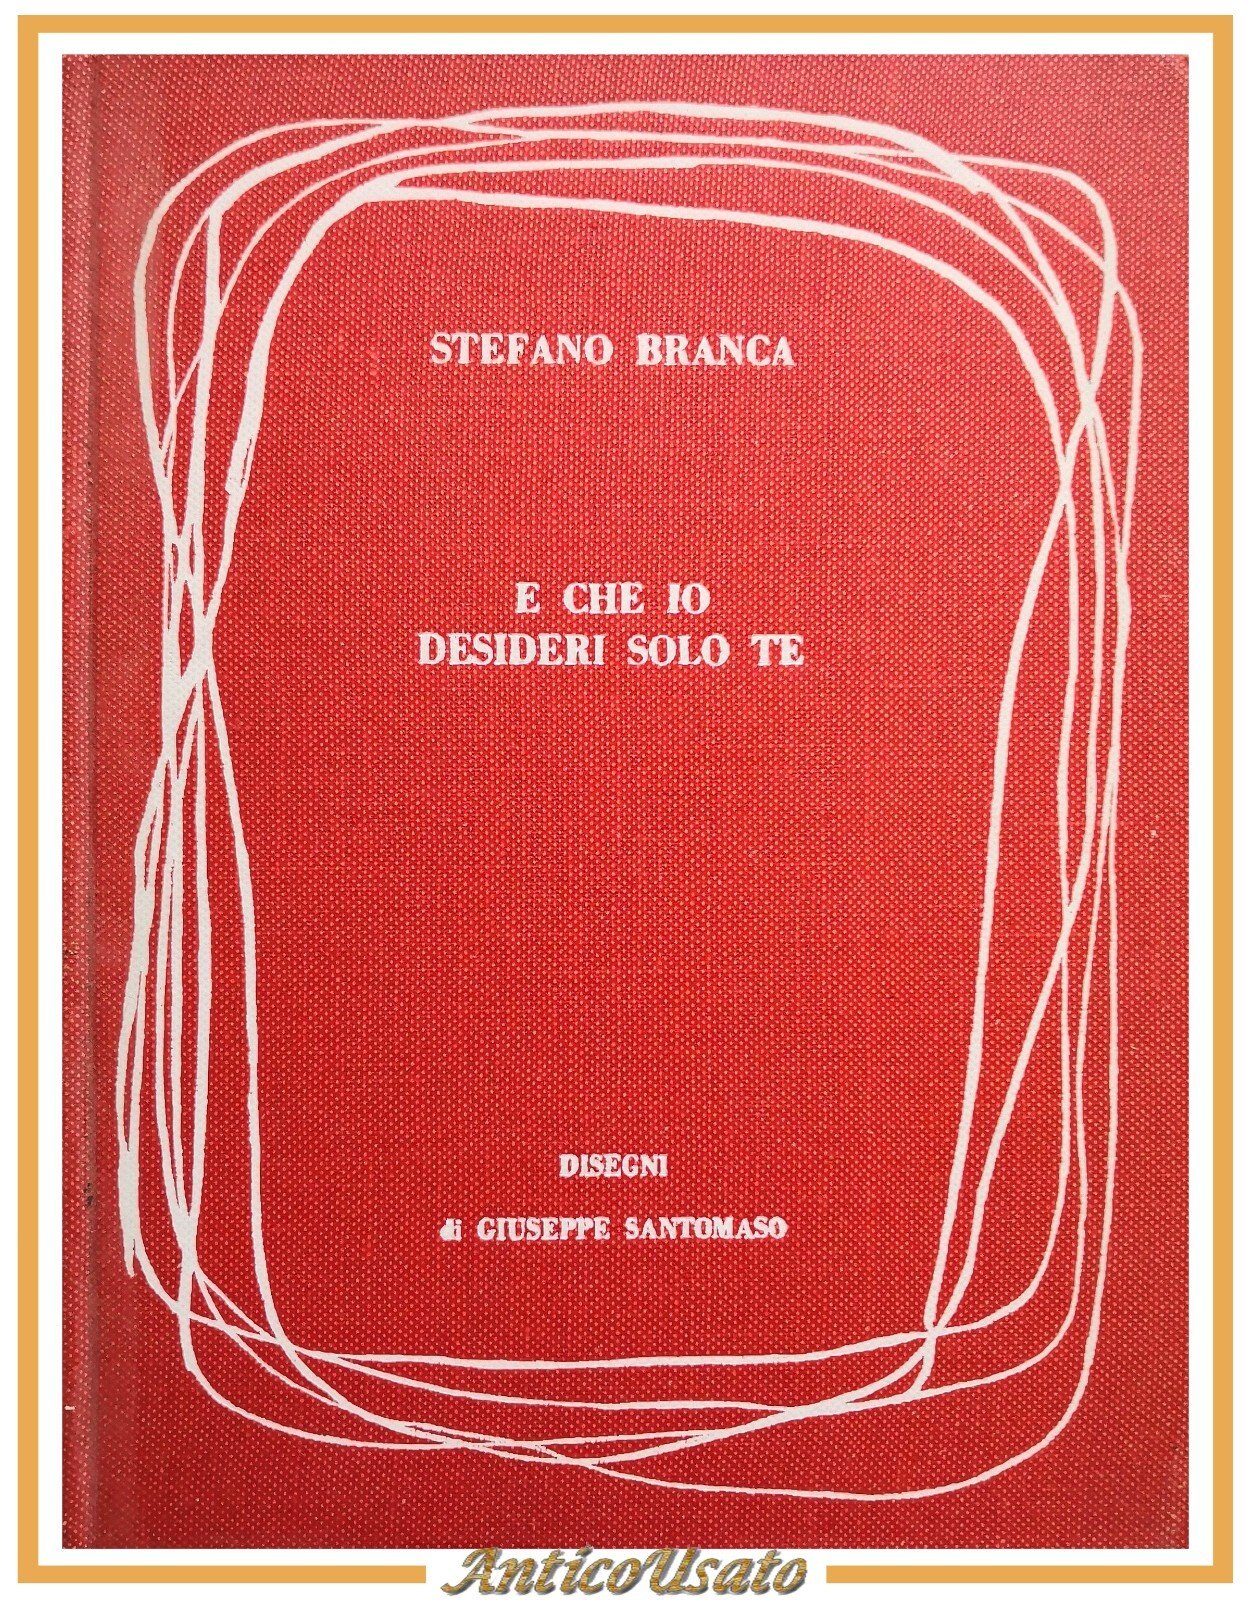 STEFANO BRANCA
E CHE IO
DESIDERI SOLO TE
DISEGNI
di GIUSEPPE SANTOMASO
AnticoUsato